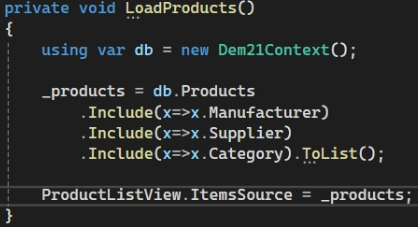 private void LoadProducts()
{
using var db = new Dem21Context();
_products = db.Products
.Include(x=>x.Manufacturer)
.Include(x=>x.Supplier)
.Include(x=>x.Category).ToList();
ProductListView.ItemsSource = _products;
}